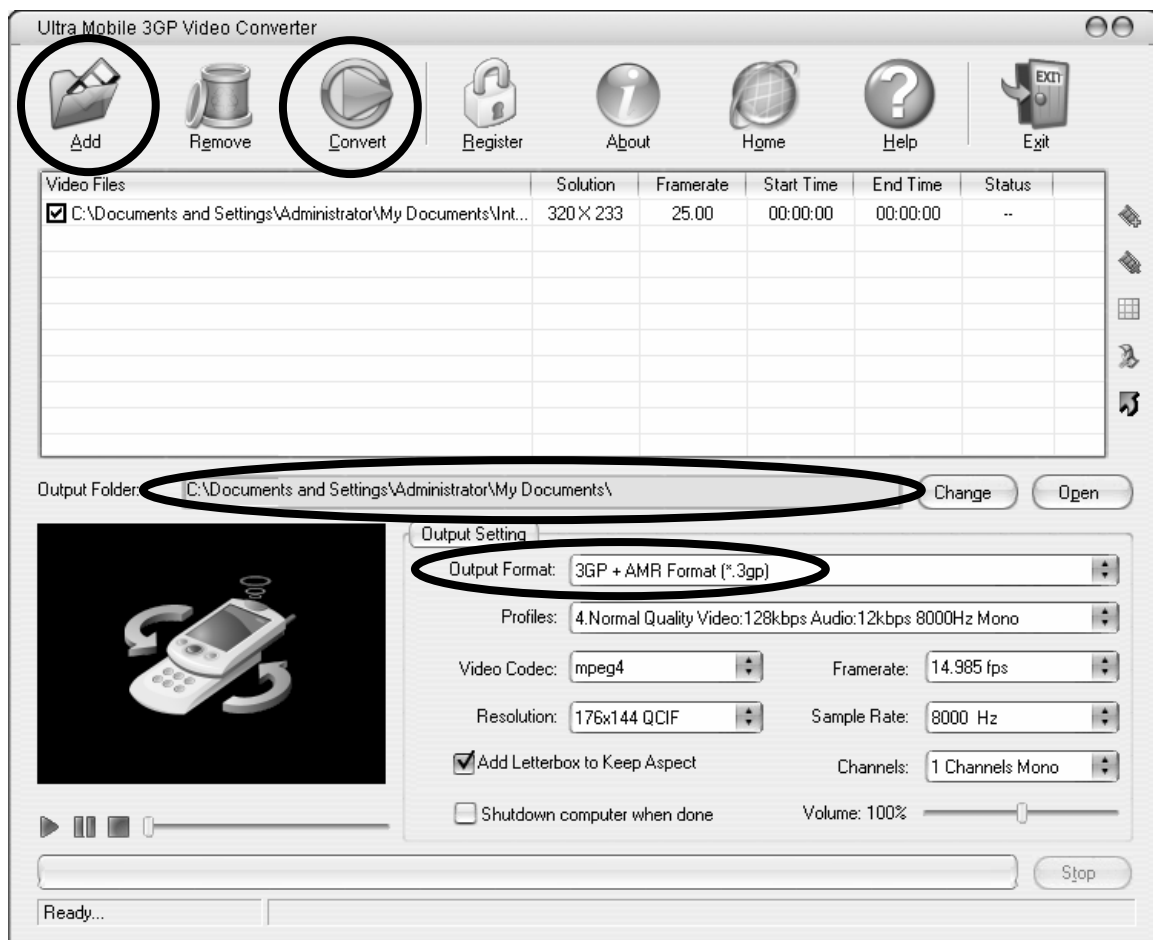 Ultra Mobile 3GP Video Converter
Add Remove Convert Register About Home Help EXIT Exit
Video Files Solution Framerate Start Time End Time Status
C:\Documents and Settings\Administrator\My Documents\Int... 320 X 233 25.00 00:00:00 00:00:00 --
Output Folder: C:\Documents and Settings\Administrator\My Documents\ Change Open
Output Setting
Output Format: 3GP + AMR Format (*.3gp)
Profiles: 4.Normal Quality Video:128kbps Audio:12kbps 8000Hz Mono
Video Codec: mpeg4 Framerate: 14.985 fps
Resolution: 176x144 QCIF Sample Rate: 8000 Hz
Add Letterbox to Keep Aspect Channels: 1 Channels Mono
Shutdown computer when done Volume: 100%
Stop
Ready...